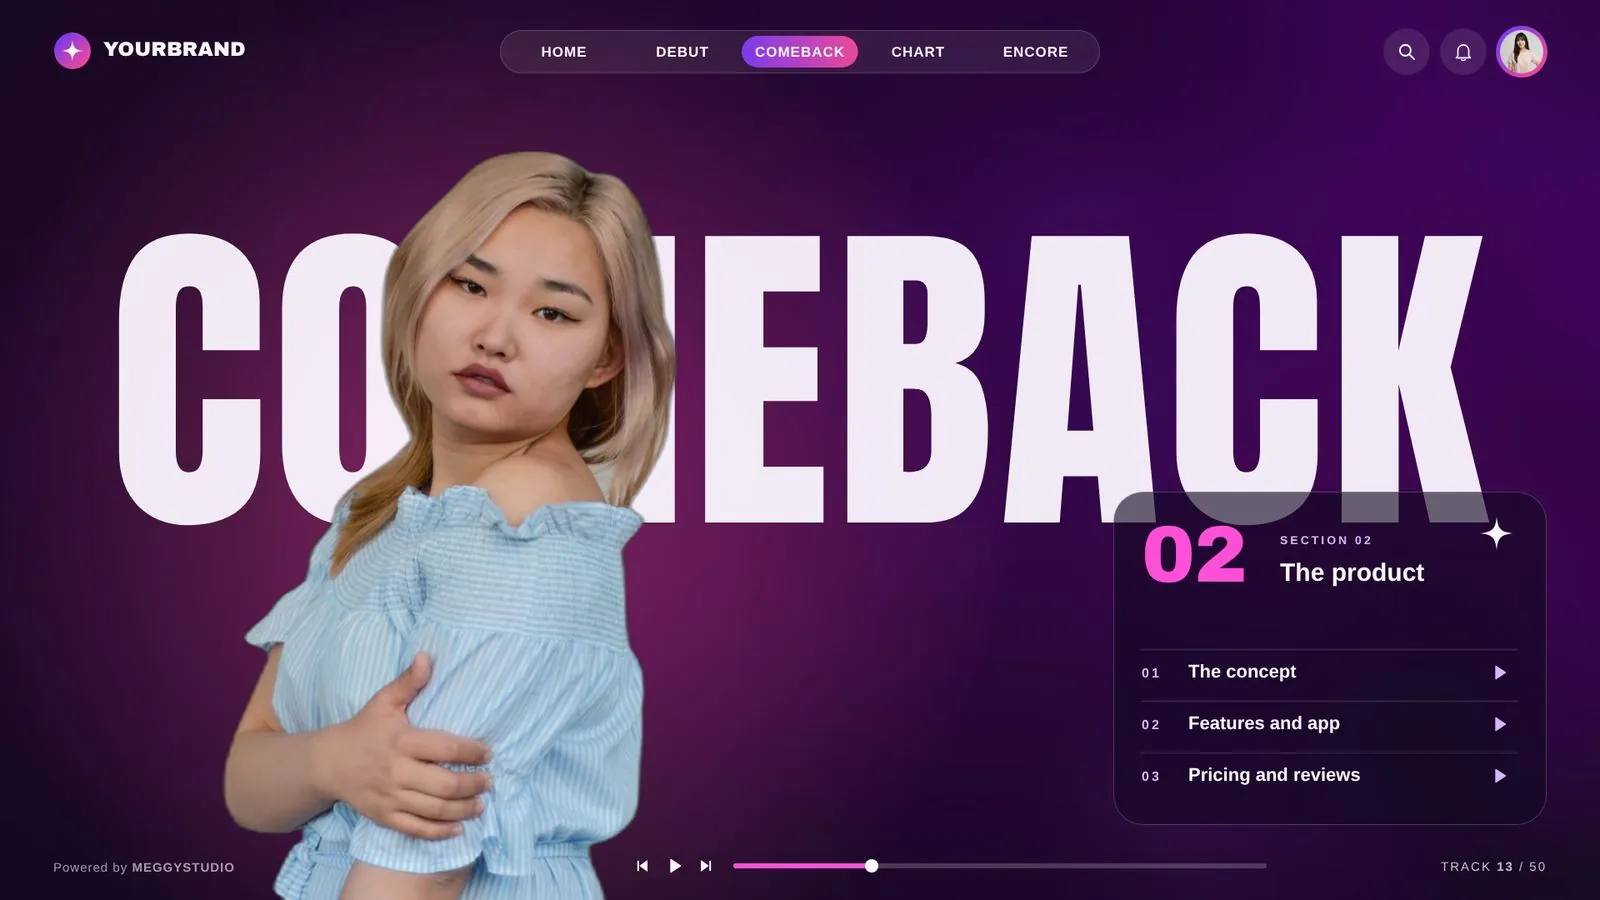 YOURBRAND
HOME
DEBUT
COMEBACK
CHART
ENCORE
COMEBACK
02
SECTION 02
The product
01 The concept
02 Features and app
03 Pricing and reviews
Powered by MEGGYSTUDIO
TRACK 13 / 50